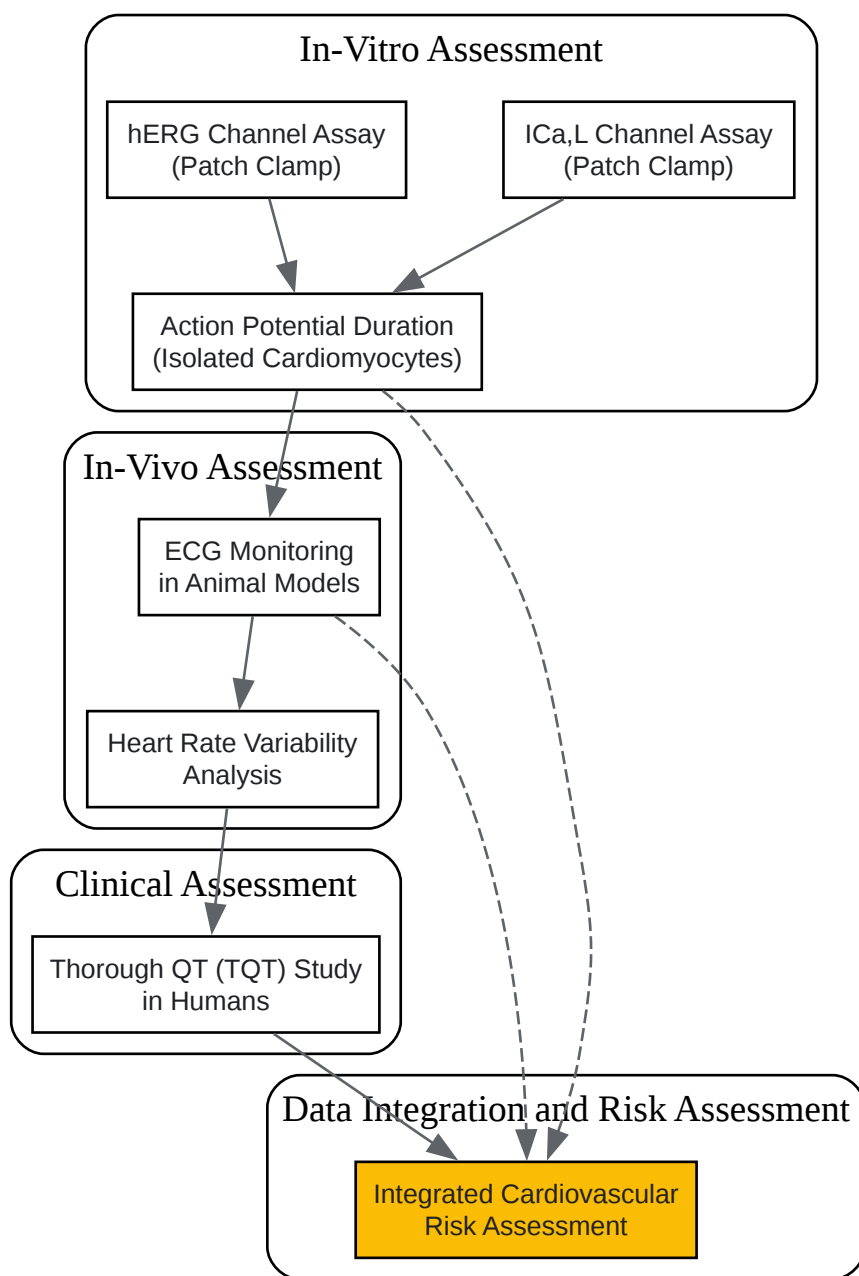 In-Vitro Assessment
hERG Channel Assay
(Patch Clamp)
ICa,L Channel Assay
(Patch Clamp)
Action Potential Duration
(Isolated Cardiomyocytes)
In-Vivo Assessment
ECG Monitoring
in Animal Models
Heart Rate Variability
Analysis
Clinical Assessment
Thorough QT (TQT) Study
in Humans
Data Integration and Risk Assessment
Integrated Cardiovascular
Risk Assessment